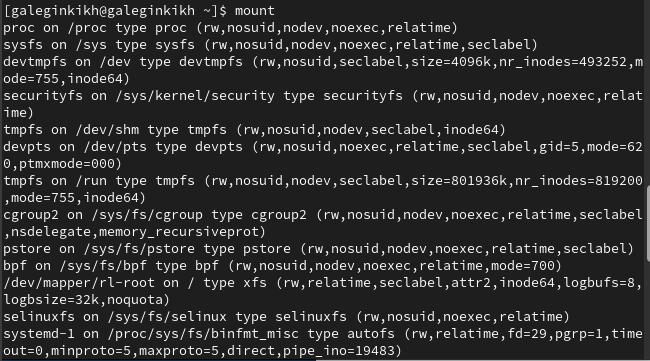 [galeginkikh@galeginkikh ~]$ mount
proc on /proc type proc (rw,nosuid,nodev,noexec,relatime)
sysfs on /sys type sysfs (rw,nosuid,nodev,noexec,relatime,seclabel)
devtmpfs on /dev type devtmpfs (rw,nosuid,seclabel,size=4096k,nr_inodes=493252,m
ode=755,inode64)
securityfs on /sys/kernel/security type securityfs (rw,nosuid,nodev,noexec,relat
ime)
tmpfs on /dev/shm type tmpfs (rw,nosuid,nodev,seclabel,inode64)
devpts on /dev/pts type devpts (rw,nosuid,noexec,relatime,seclabel,gid=5,mode=62
0,ptmxmode=000)
tmpfs on /run type tmpfs (rw,nosuid,nodev,seclabel,size=801936k,nr_inodes=819200
,mode=755,inode64)
cgroup2 on /sys/fs/cgroup type cgroup2 (rw,nosuid,nodev,noexec,relatime,seclabel
,nsdelegate,memory_recursiveprot)
pstore on /sys/fs/pstore type pstore (rw,nosuid,nodev,noexec,relatime,seclabel)
bpf on /sys/fs/bpf type bpf (rw,nosuid,nodev,noexec,relatime,mode=700)
/dev/mapper/rl-root on / type xfs (rw,relatime,seclabel,attr2,inode64,logbufs=8,
logbsize=32k,noquota)
selinuxfs on /sys/fs/selinux type selinuxfs (rw,nosuid,noexec,relatime)
systemd-1 on /proc/sys/fs/binfmt_misc type autofs (rw,relatime,fd=29,pgrp=1,time
out=0,minproto=5,maxproto=5,direct,pipe_ino=19483)